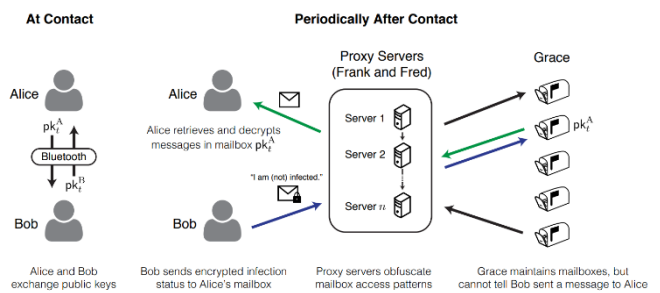 At Contact
Periodically After Contact
Alice
pk_t^A
Bluetooth
pk_t^B
Bob
Alice and Bob
exchange public keys
Alice
Alice retrieves and decrypts
messages in mailbox pk_t^A
"I am (not) infected."
Bob
Bob sends encrypted infection
status to Alice's mailbox
Proxy Servers
(Frank and Fred)
Server 1
Server 2
Server n
Proxy servers obfuscate
mailbox access patterns
Grace
pk_t^A
Grace maintains mailboxes, but
cannot tell Bob sent a message to Alice